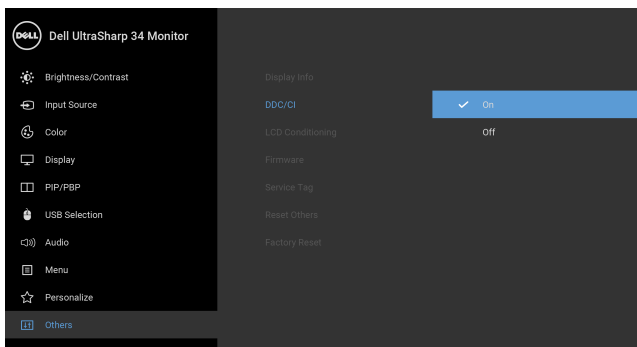 DELL Dell UltraSharp 34 Monitor
Brightness/Contrast
Display Info
Input Source
DDC/CI
On
Color
LCD Conditioning
Off
Display
Firmware
PIP/PBP
Service Tag
USB Selection
Reset Others
Audio
Factory Reset
Menu
Personalize
Others